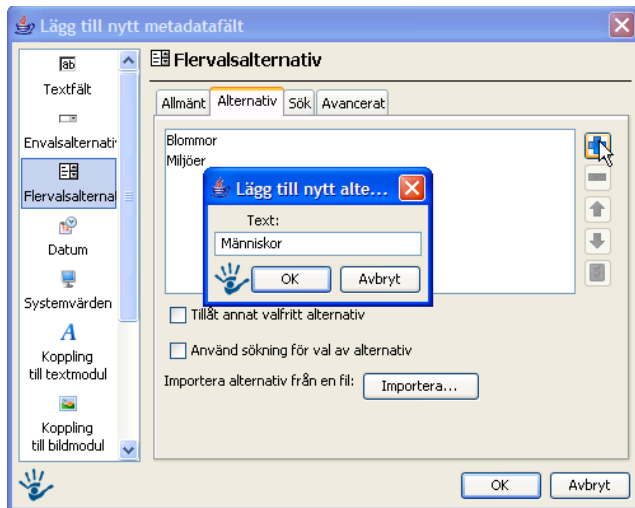 Lägg till nytt metadatafält
ab
Textfält
Envalsalternativ
Flervalsalternat
Datum
Systemvärden
A
Koppling
till textmodul
Koppling
till bildmodul
Flervalsalternativ
Allmänt Alternativ Sök Avancerat
Blommor
Miljöer
Lägg till nytt alte...
Text:
Människor
OK Avbryt
Tillåt annat valfritt alternativ
Använd sökning för val av alternativ
Importera alternativ från en fil: Importera...
OK Avbryt